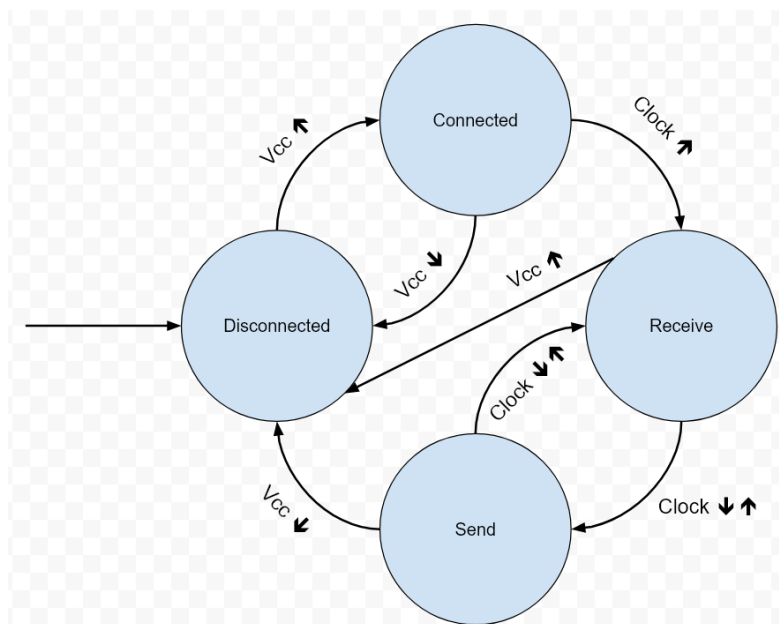 Connected
Vcc 🡹
Clock 🡹
Vcc 🡻
Vcc 🡹
Disconnected
Receive
Clock 🡻🡹
Vcc 🡻
Send
Clock 🡻🡹